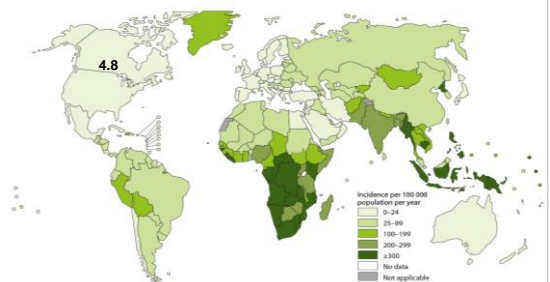 4.8
Incidence per 100 000
population per year
0–24
25–99
100–199
200–299
≥300
No data
Not applicable